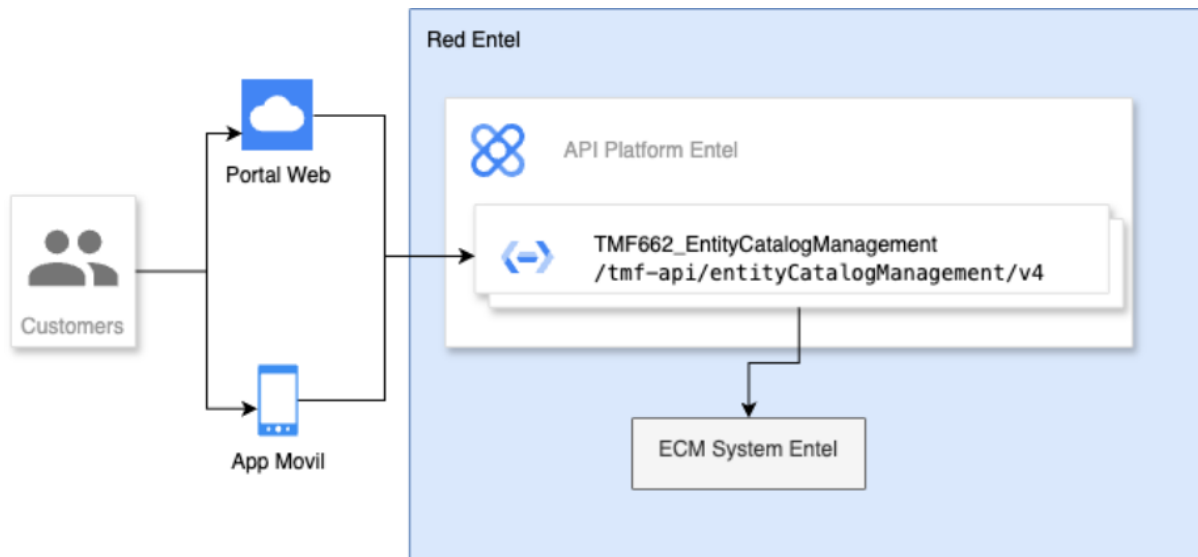 Red Entel
Portal Web
API Platform Entel
Customers
TMF662_EntityCatalogManagement
/tmf-api/entityCatalogManagement/v4
App Movil
ECM System Entel